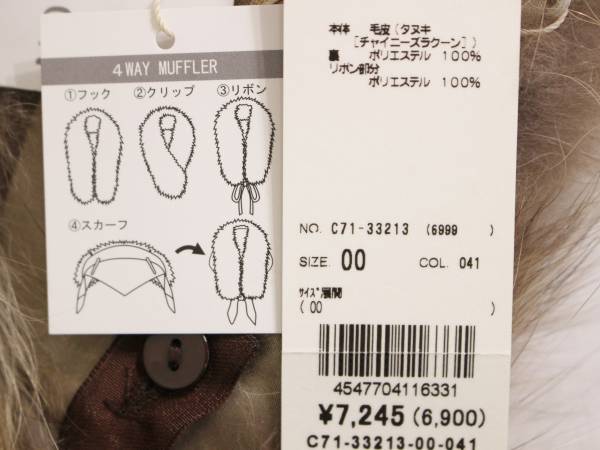 4 WAY MUFFLER
①フック
②クリップ
③リボン
④スカーフ
本体 毛皮(タヌキ
[チャイニーズラクーン])
裏 ポリエステル 100%
リボン部分
ポリエステル 100%
NO. C71-33213 (6999 )
SIZE. 00 COL. 041
サイズ展開
(00 )
4547704116331
¥7,245 (6,900)
C71-33213-00-041